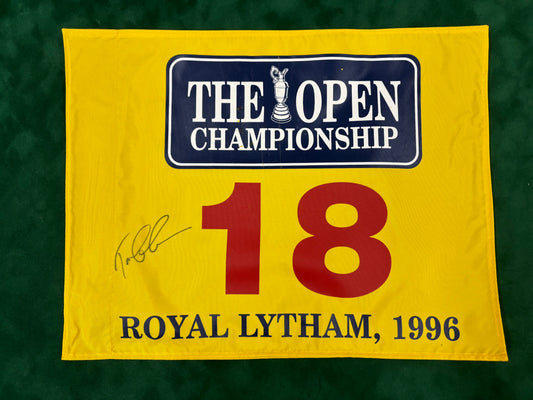 THE OPEN
CHAMPIONSHIP
18
ROYAL LYTHAM, 1996